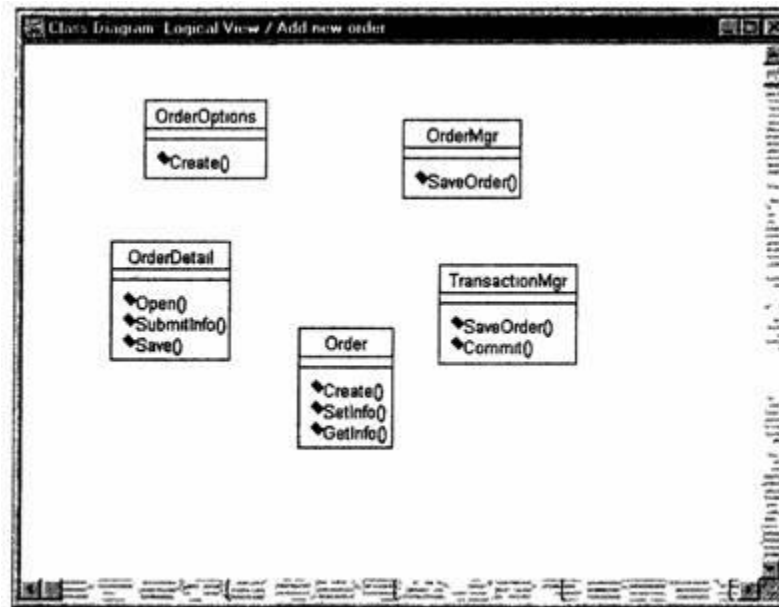 Class Diagram: Logical View / Add new order
OrderOptions
Create()
OrderMgr
SaveOrder()
OrderDetail
Open()
SubmitInfo()
Save()
TransactionMgr
SaveOrder()
Commit()
Order
Create()
SetInfo()
GetInfo()